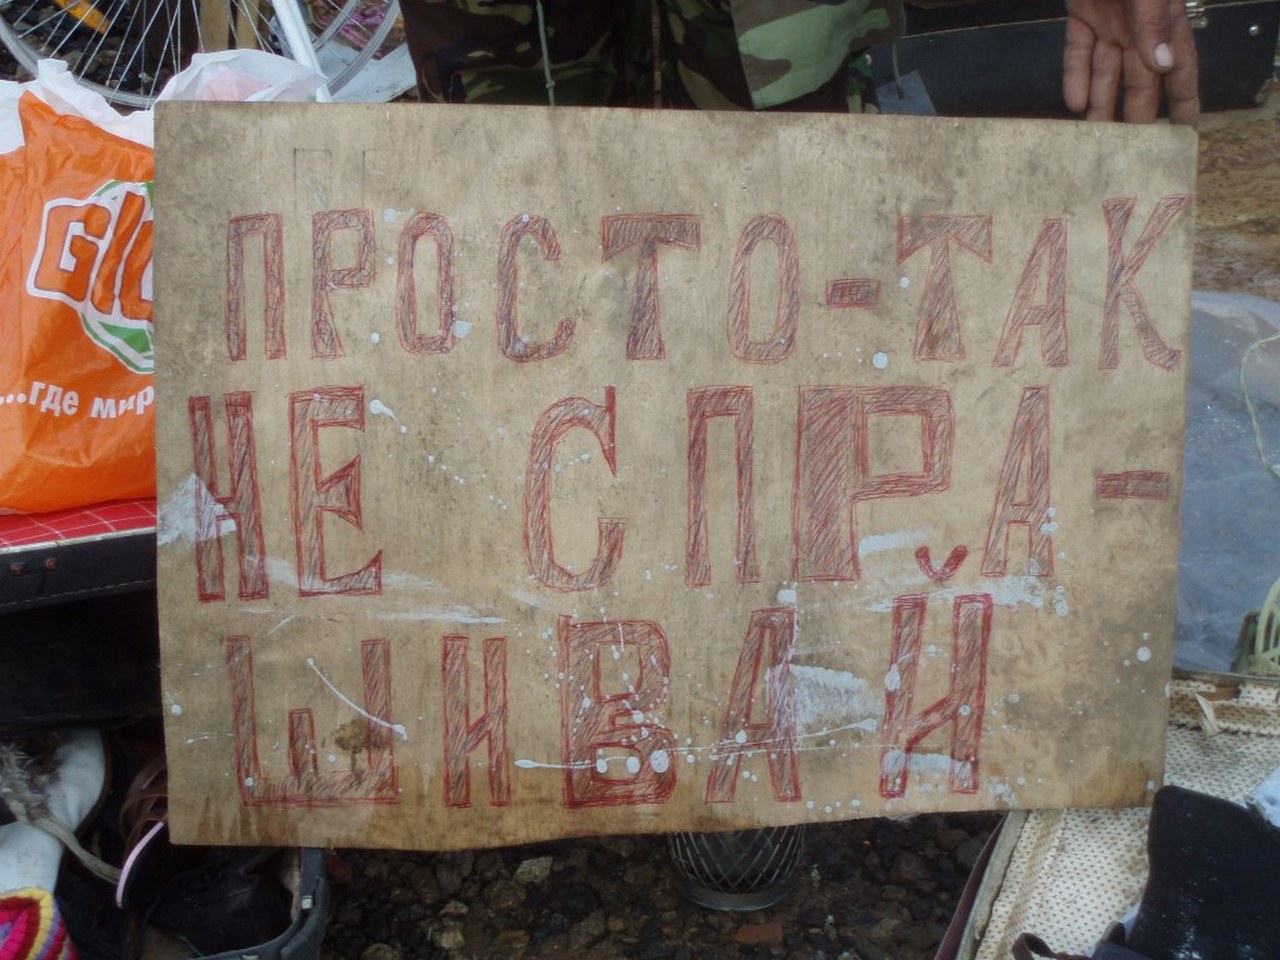 ПРОСТО-ТАК
НЕ СПРА-
ШИВАЙ
...где мир